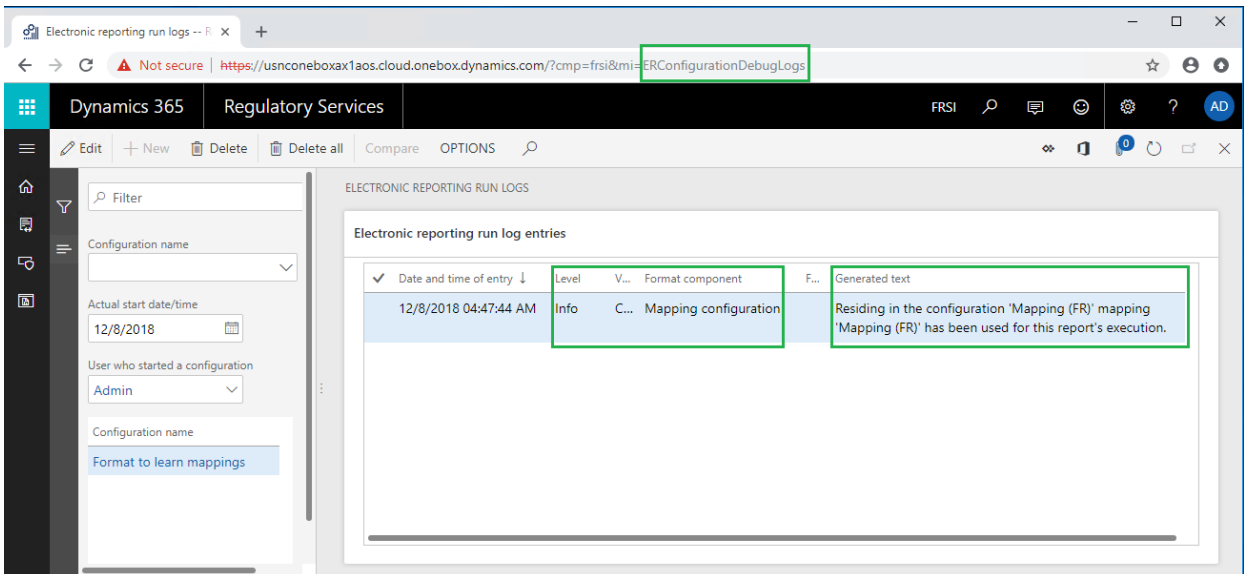 Electronic reporting run logs -- R
Not secure | https://usnconeboxax1aos.cloud.onebox.dynamics.com/?cmp=frsi&mi=ERConfigurationDebugLogs
Dynamics 365 Regulatory Services FRSI ? AD
Edit New Delete Delete all Compare OPTIONS 0
Filter
Configuration name
Actual start date/time
12/8/2018
User who started a configuration
Admin
Configuration name
Format to learn mappings
ELECTRONIC REPORTING RUN LOGS
Electronic reporting run log entries
Date and time of entry ↓ Level V... Format component F... Generated text
12/8/2018 04:47:44 AM Info C... Mapping configuration Residing in the configuration 'Mapping (FR)' mapping
'Mapping (FR)' has been used for this report's execution.